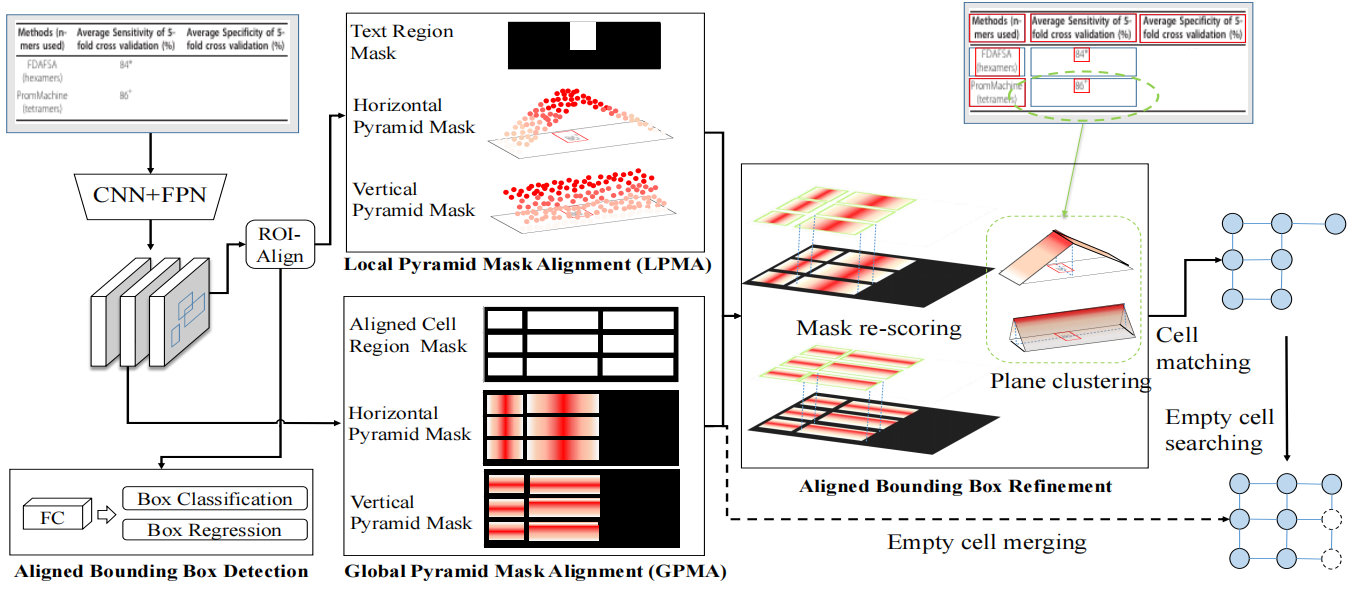 Methods (n- Average Sensitivity of 5- Average Specificity of 5-
mers used) fold cross validation (%) fold cross validation (%)
FDAFSA 84*
(hexamers)
PromMachine 86*
(tetramers)
CNN+FPN
ROI-
Align
FC
Box Classification
Box Regression
Aligned Bounding Box Detection
Text Region
Mask
Horizontal
Pyramid Mask
Vertical
Pyramid Mask
Local Pyramid Mask Alignment (LPMA)
Aligned Cell
Region Mask
Horizontal
Pyramid Mask
Vertical
Pyramid Mask
Global Pyramid Mask Alignment (GPMA)
Methods (n- Average Sensitivity of 5- Average Specificity of 5-
mers used) fold cross validation (%) fold cross validation (%)
FDAFSA 84*
(hexamers)
PromMachine 86*
(tetramers)
Mask re-scoring
Plane clustering
Aligned Bounding Box Refinement
Cell
matching
Empty cell
searching
Empty cell merging